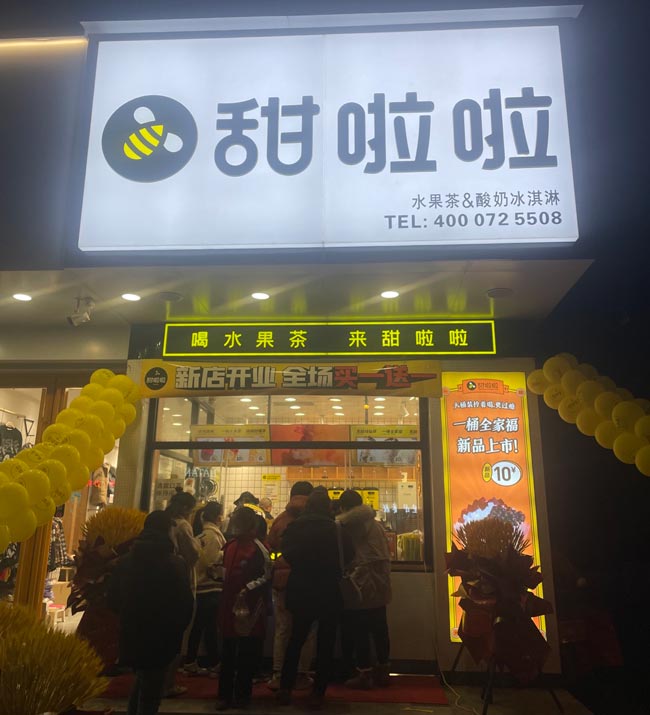 甜啦啦
水果茶&酸奶冰淇淋
TEL: 400 072 5508
喝水果茶 来甜啦啦
甜啦啦 新店开业 全场买一送一
甜啦啦
一桶全家福
新品上市!
10¥